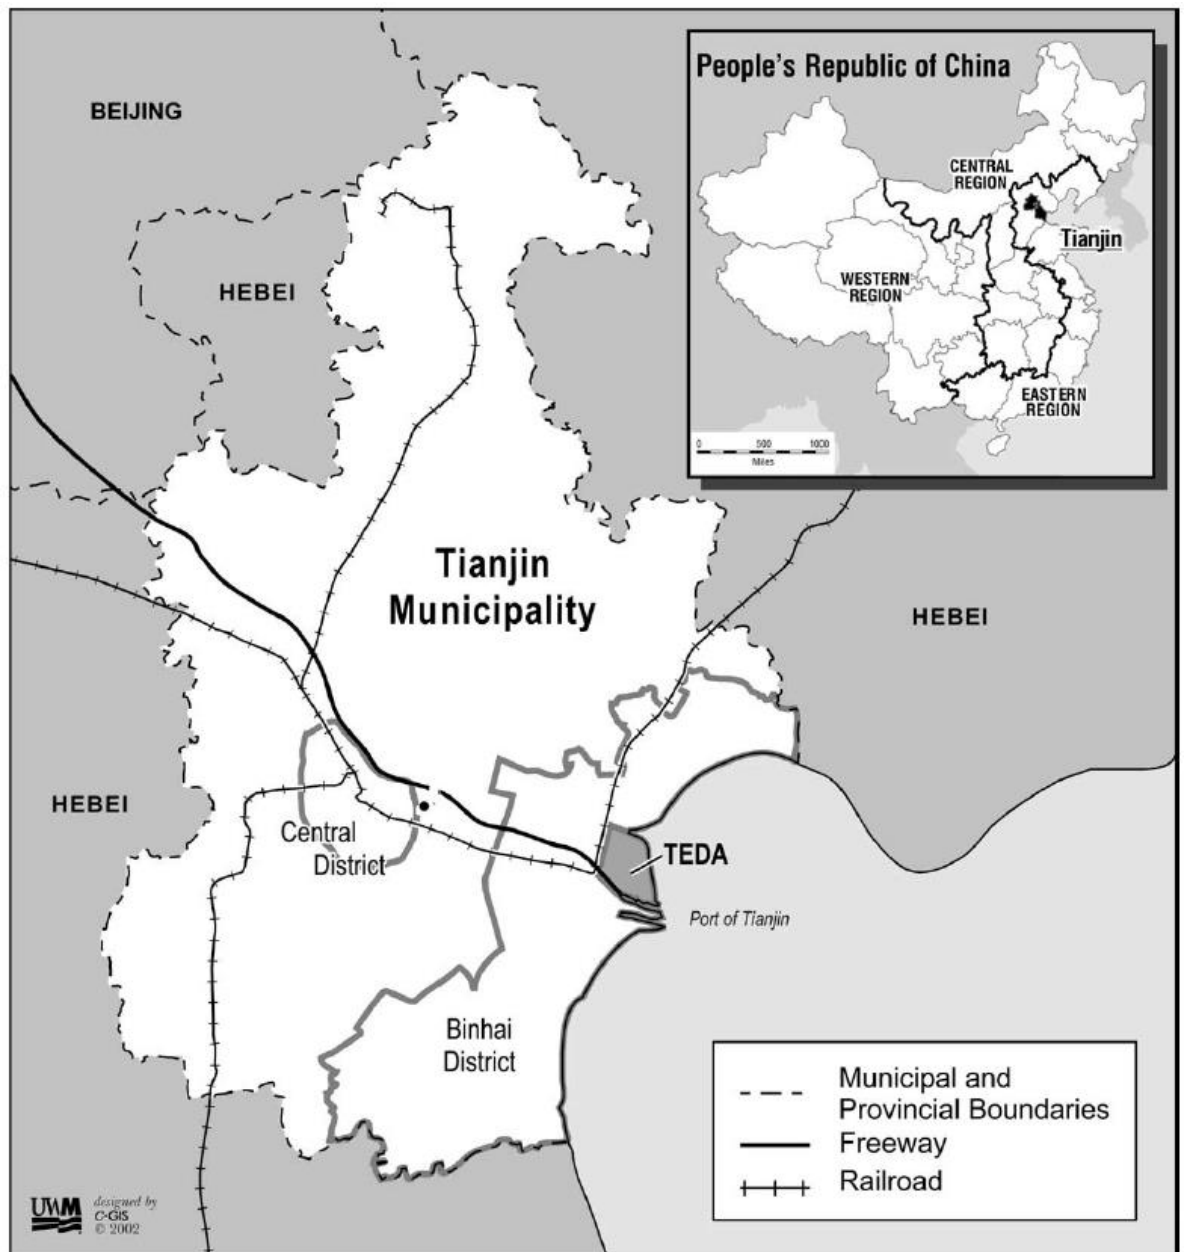 People's Republic of China
CENTRAL
REGION
Tianjin
WESTERN
REGION
EASTERN
REGION
0 500 1000
Miles
BEIJING
HEBEI
Tianjin
Municipality
HEBEI
HEBEI
Central
District
TEDA
Port of Tianjin
Binhai
District
Municipal and
Provincial Boundaries
Freeway
Railroad
UWM
designed by
C-GIS
© 2002